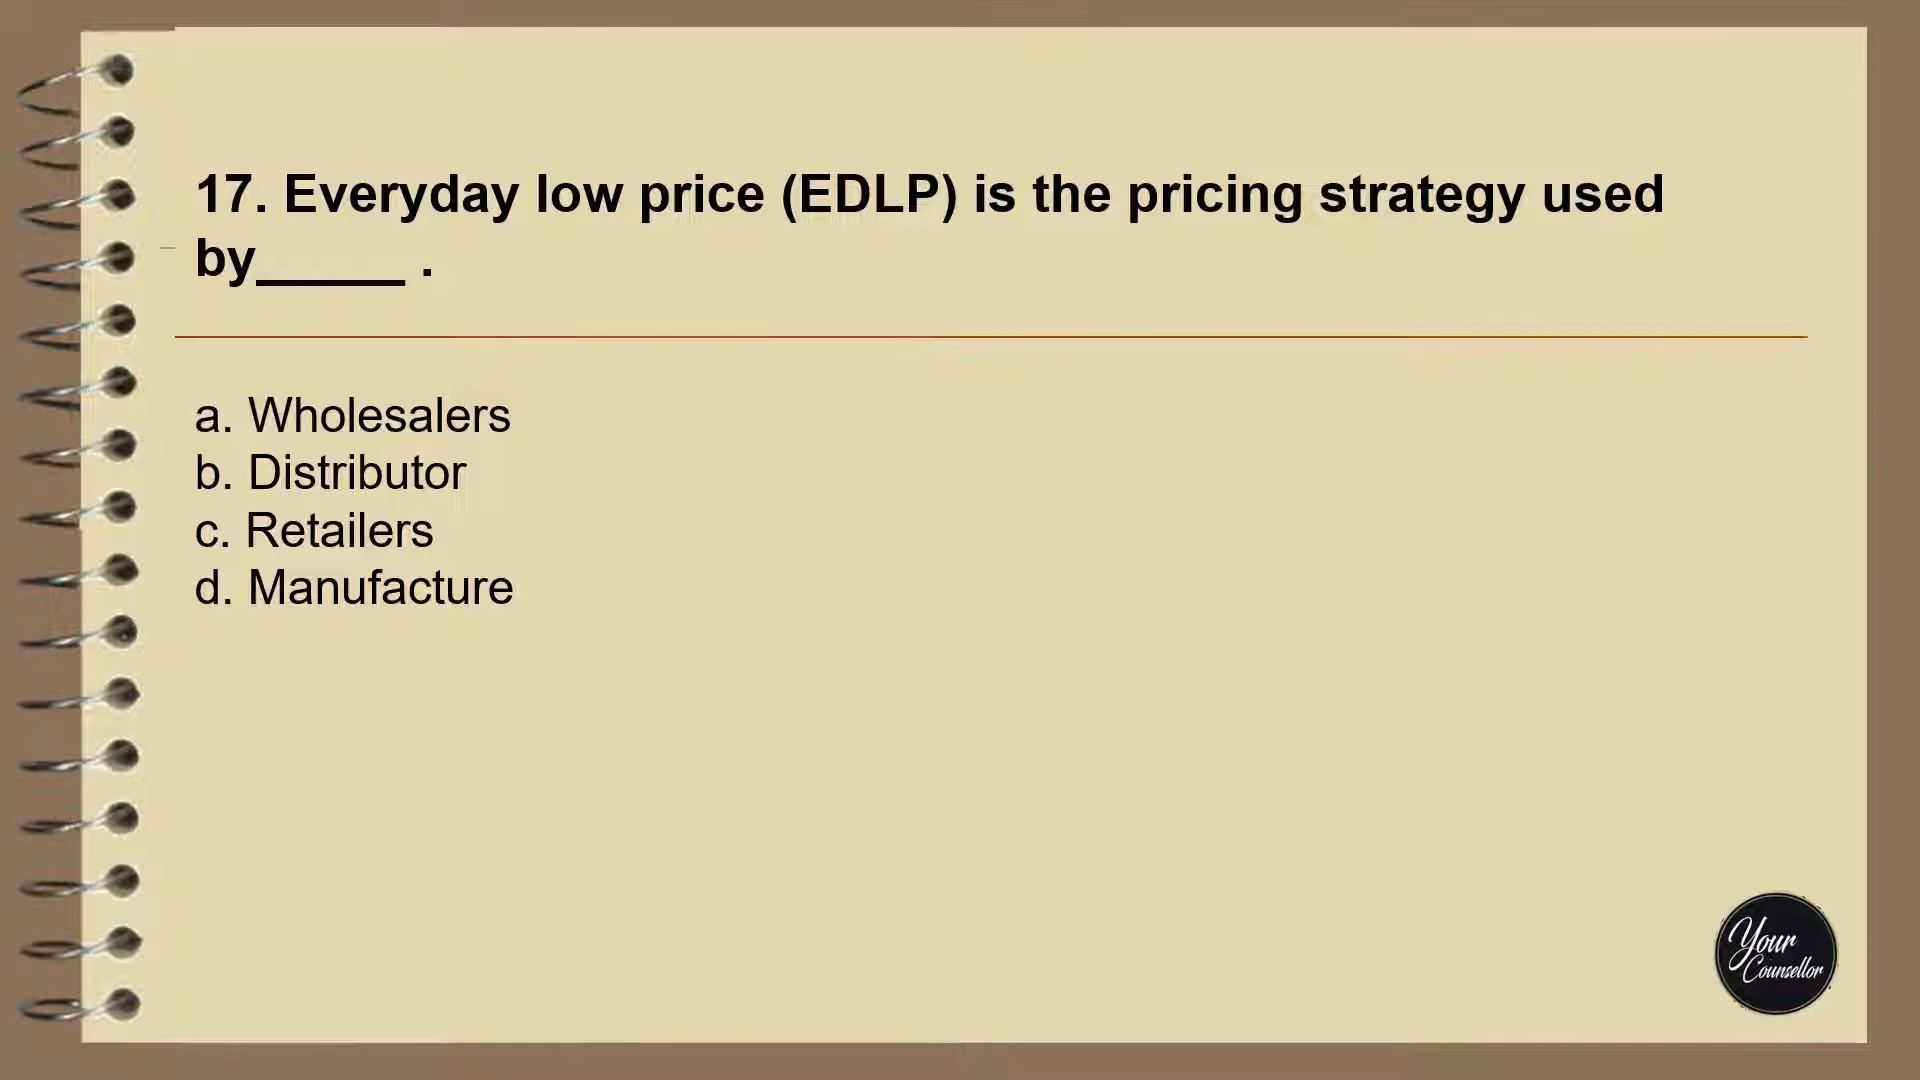 17. Everyday low price (EDLP) is the pricing strategy used
by_____ .
a. Wholesalers
b. Distributor
c. Retailers
d. Manufacture
Your
Counsellor